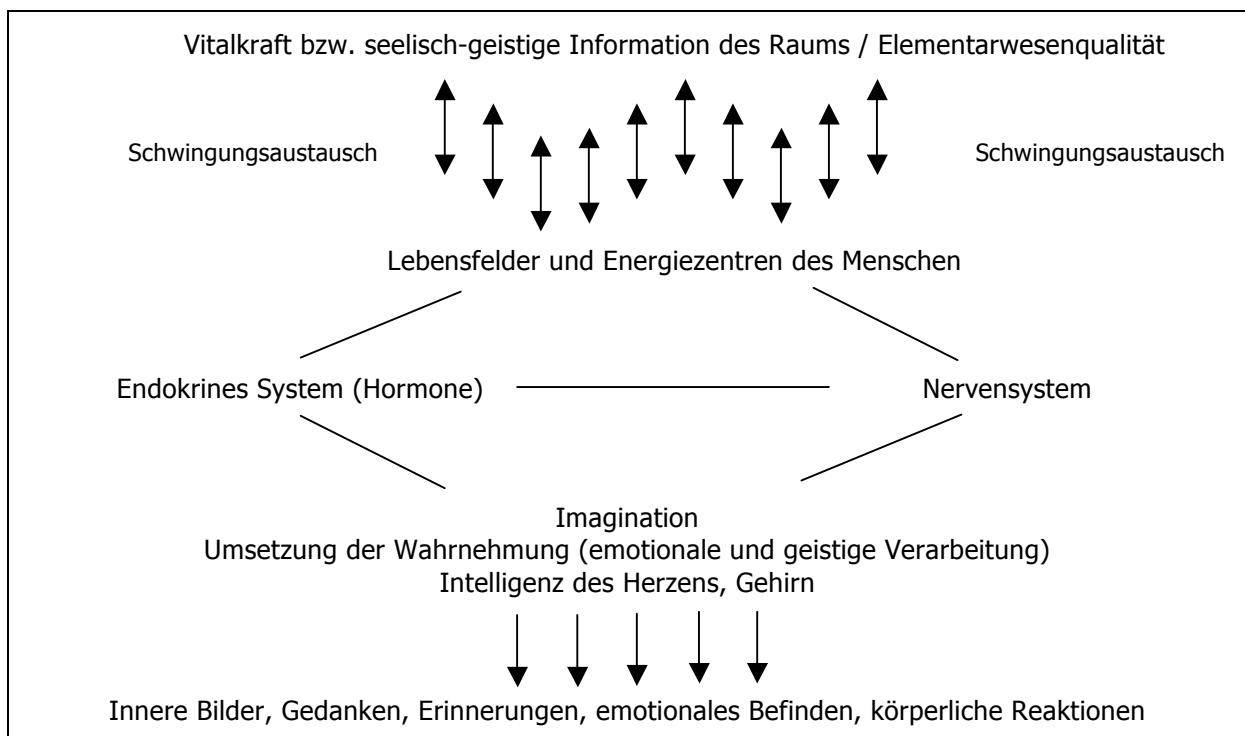 Vitalkraft bzw. seelisch-geistige Information des Raums / Elementarwesenqualität
Schwingungsaustausch
Schwingungsaustausch
Lebensfelder und Energiezentren des Menschen
Endokrines System (Hormone)
Nervensystem
Imagination
Umsetzung der Wahrnehmung (emotionale und geistige Verarbeitung)
Intelligenz des Herzens, Gehirn
Innere Bilder, Gedanken, Erinnerungen, emotionales Befinden, körperliche Reaktionen